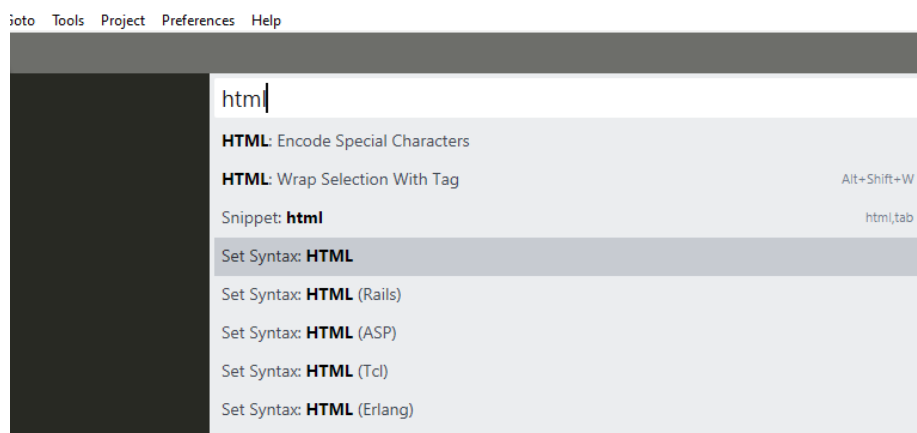 Goto Tools Project Preferences Help
html
HTML: Encode Special Characters
HTML: Wrap Selection With Tag Alt+Shift+W
Snippet: html html,tab
Set Syntax: HTML
Set Syntax: HTML (Rails)
Set Syntax: HTML (ASP)
Set Syntax: HTML (Tcl)
Set Syntax: HTML (Erlang)